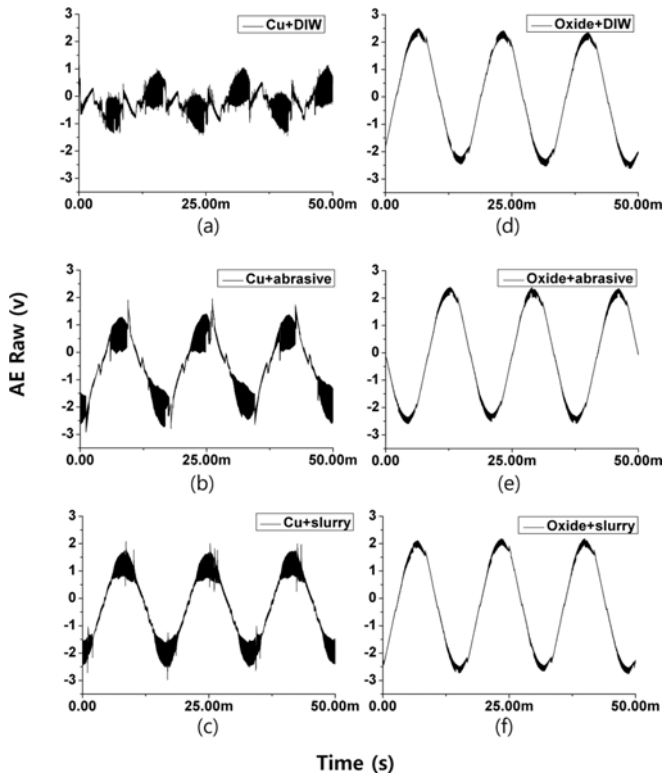 AE Raw (v)
3
2
1
0
-1
-2
-3
Cu+DIW
0.00
25.00m
50.00m
(a)
3
2
1
0
-1
-2
-3
Oxide+DIW
0.00
25.00m
50.00m
(d)
3
2
1
0
-1
-2
-3
Cu+abrasive
0.00
25.00m
50.00m
(b)
3
2
1
0
-1
-2
-3
Oxide+abrasive
0.00
25.00m
50.00m
(e)
3
2
1
0
-1
-2
-3
Cu+slurry
0.00
25.00m
50.00m
(c)
3
2
1
0
-1
-2
-3
Oxide+slurry
0.00
25.00m
50.00m
(f)
Time (s)